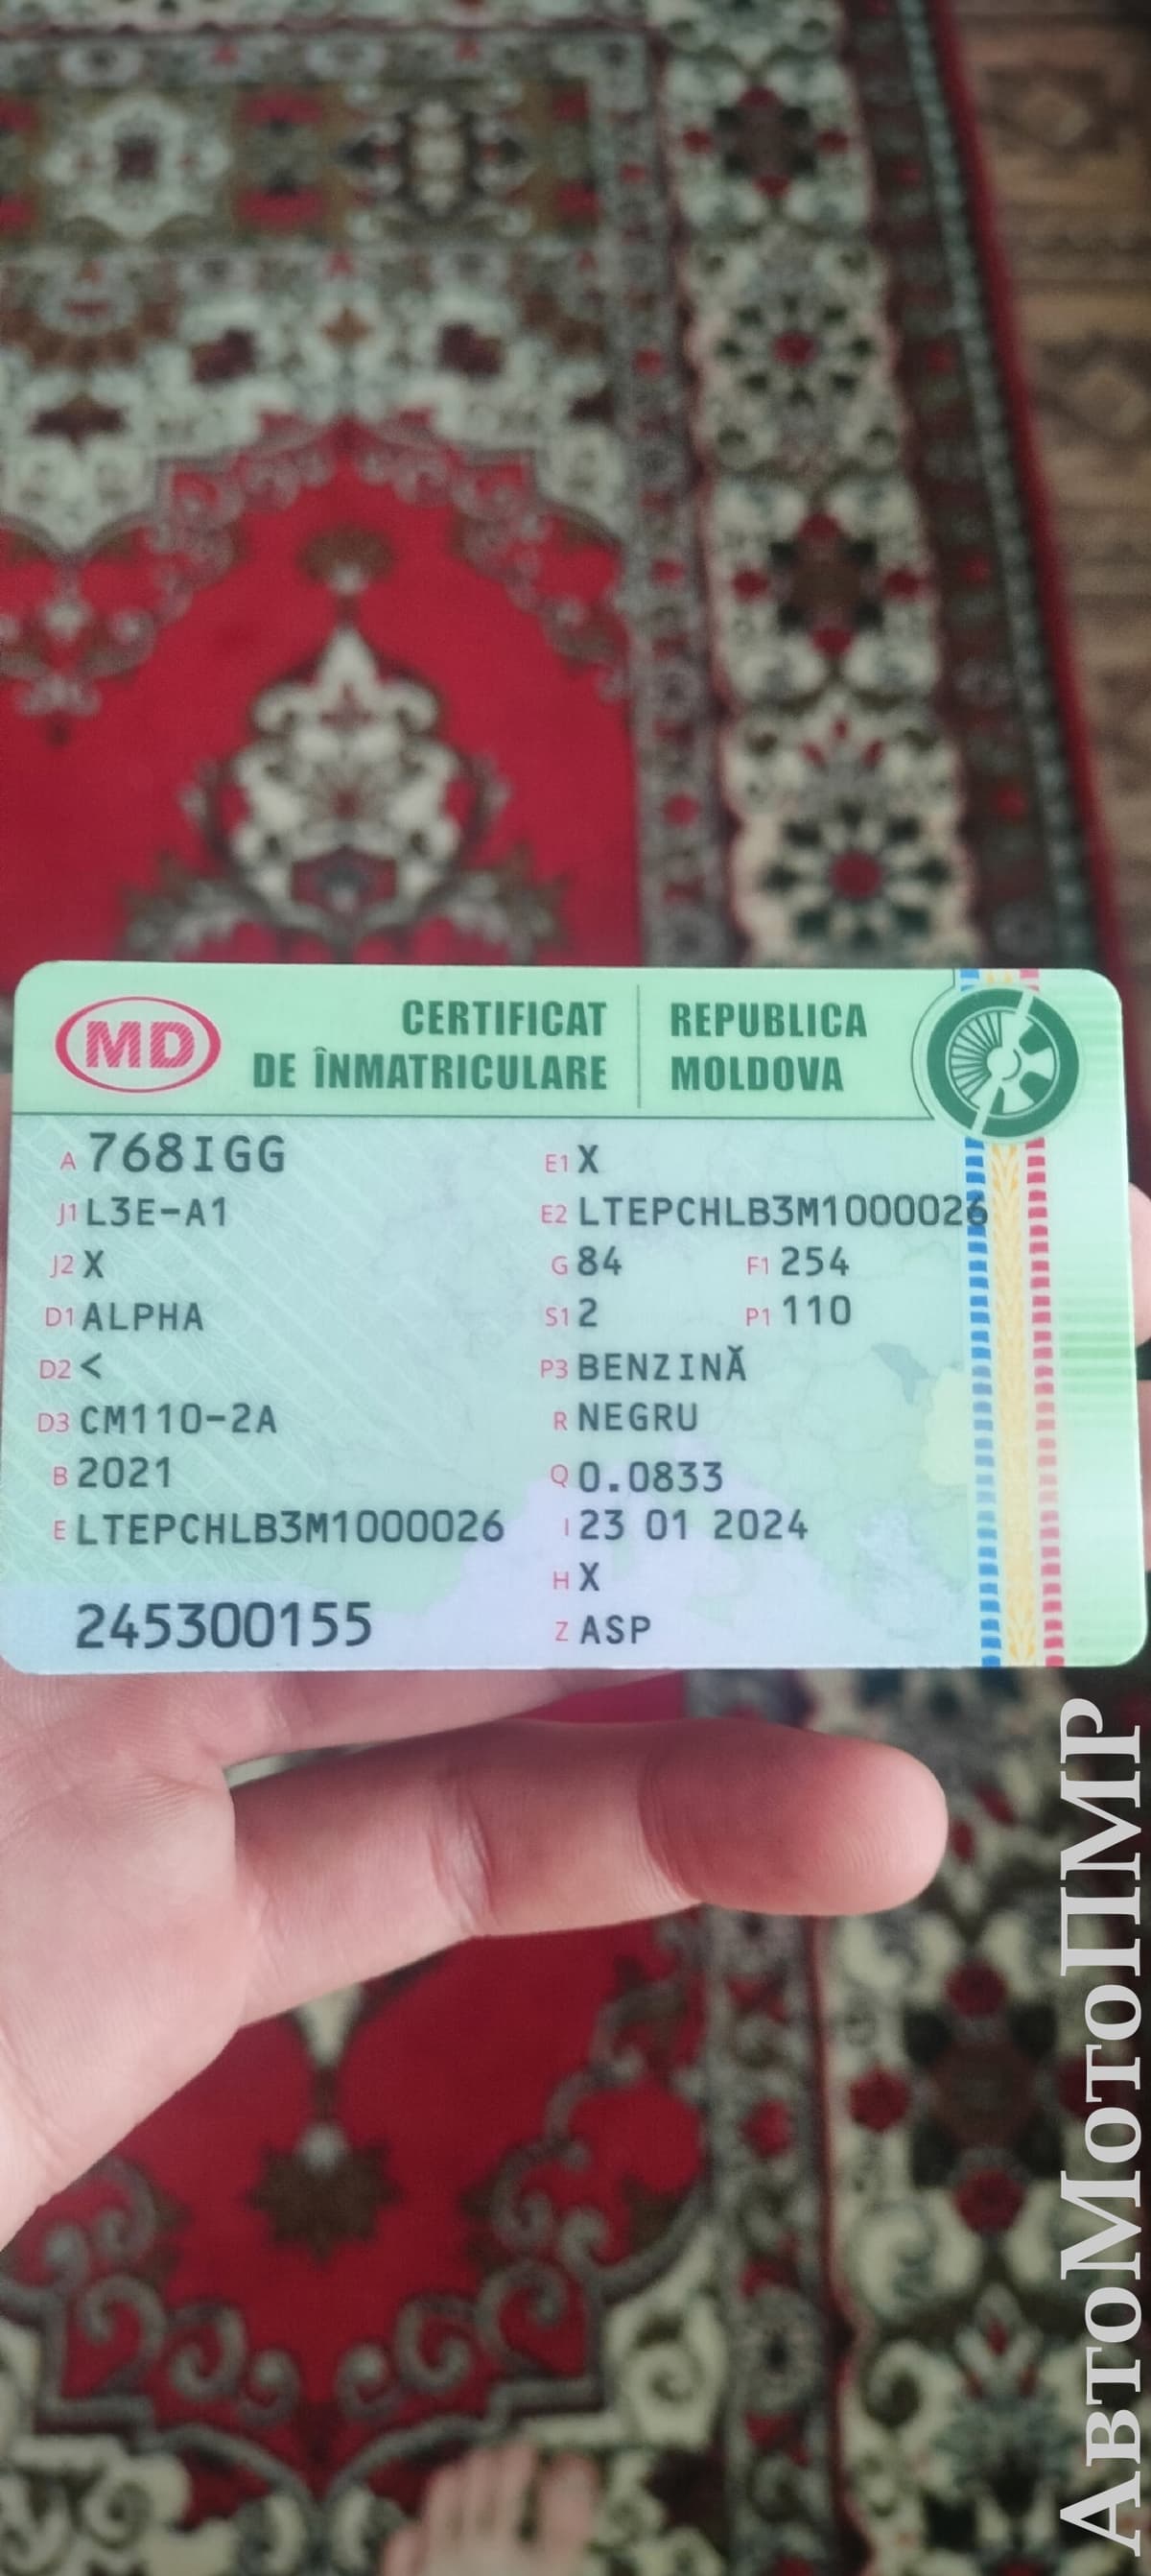 MD
CERTIFICAT
DE ÎNMATRICULARE
REPUBLICA
MOLDOVA
A 768IGG
J1 L3E-A1
J2 X
D1 ALPHA
D2 <
D3 CM110-2A
B 2021
E LTEPCHLB3M1000026
245300155
E1 X
E2 LTEPCHLB3M1000026
G 84 F1 254
S1 2 P1 110
P3 BENZINĂ
R NEGRU
Q 0.0833
I 23 01 2024
H X
Z ASP
АвтоМотоПМР